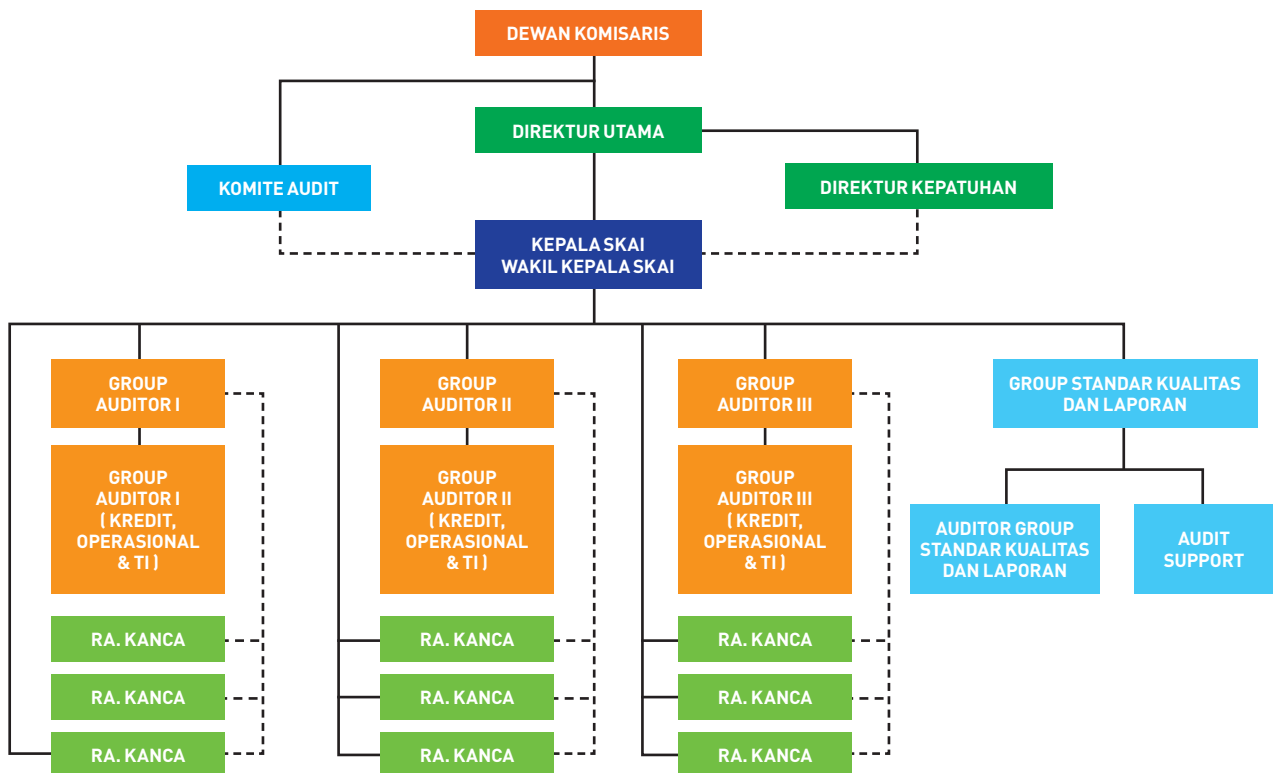 DEWAN KOMISARIS
DIREKTUR UTAMA
KOMITE AUDIT
DIREKTUR KEPATUHAN
KEPALA SKAI
WAKIL KEPALA SKAI
GROUP
AUDITOR I
GROUP
AUDITOR II
GROUP
AUDITOR III
GROUP STANDAR KUALITAS
DAN LAPORAN
GROUP
AUDITOR I
( KREDIT,
OPERASIONAL
& TI )
GROUP
AUDITOR II
( KREDIT,
OPERASIONAL
& TI )
GROUP
AUDITOR III
( KREDIT,
OPERASIONAL
& TI )
AUDITOR GROUP
STANDAR KUALITAS
DAN LAPORAN
AUDIT
SUPPORT
RA. KANCA
RA. KANCA
RA. KANCA
RA. KANCA
RA. KANCA
RA. KANCA
RA. KANCA
RA. KANCA
RA. KANCA